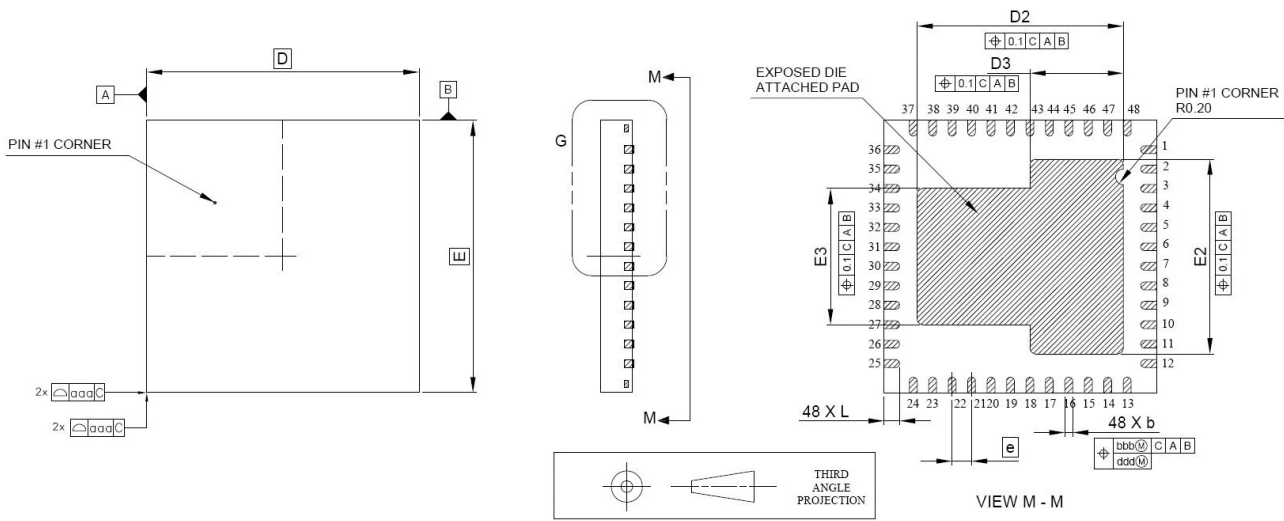 D
A
B
PIN #1 CORNER
E
2x ⌓ aaa C
2x ⌓ aaa C
M
G
M
THIRD
ANGLE
PROJECTION
D2
⌖ 0.1 C A B
D3
⌖ 0.1 C A B
EXPOSED DIE
ATTACHED PAD
PIN #1 CORNER
R0.20
37 38 39 40 41 42 43 44 45 46 47 48
36
35
34
33
32
31
30
29
28
27
26
25
1
2
3
4
5
6
7
8
9
10
11
12
E3
⌖ 0.1 C A B
E2
⌖ 0.1 C A B
24 23 22 21 20 19 18 17 16 15 14 13
48 X L
e
48 X b
⌖ bbbⓂ C A B
dddⓂ
VIEW M - M